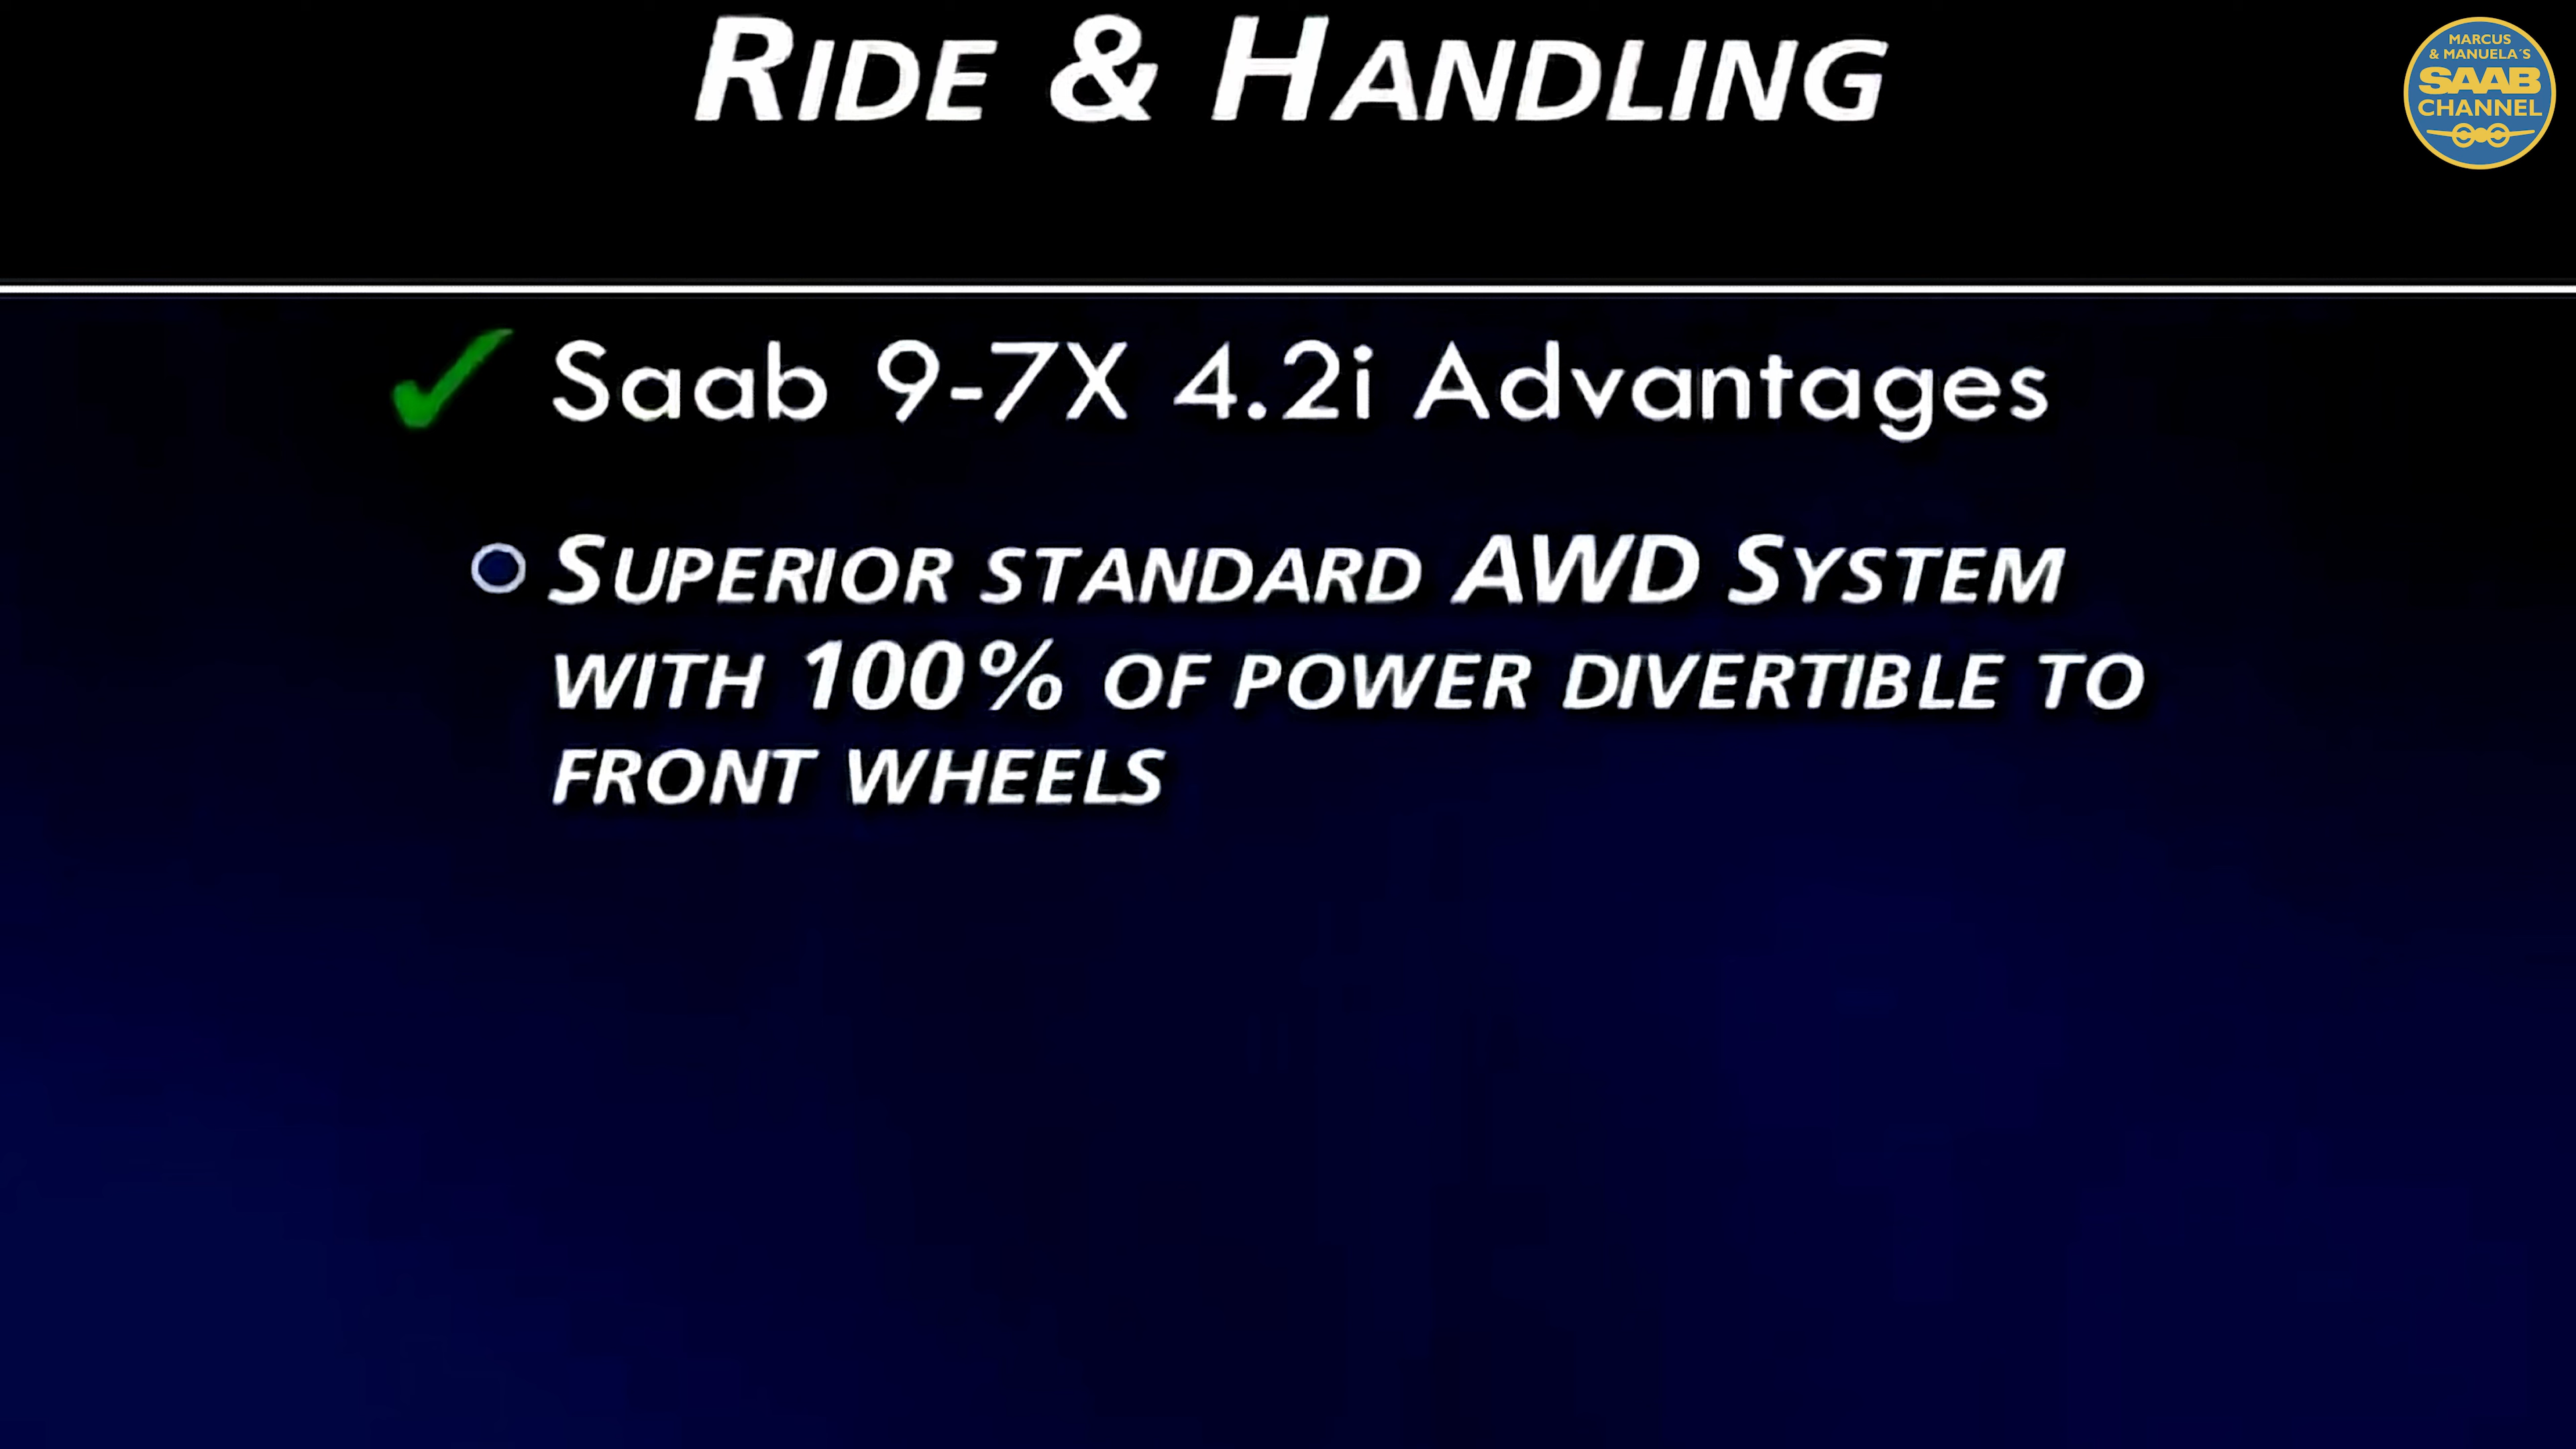 RIDE & HANDLING
MARCUS
& MANUELA´S
SAAB
CHANNEL
Saab 9-7X 4.2i Advantages
SUPERIOR STANDARD AWD SYSTEM
WITH 100% OF POWER DIVERTIBLE TO
FRONT WHEELS